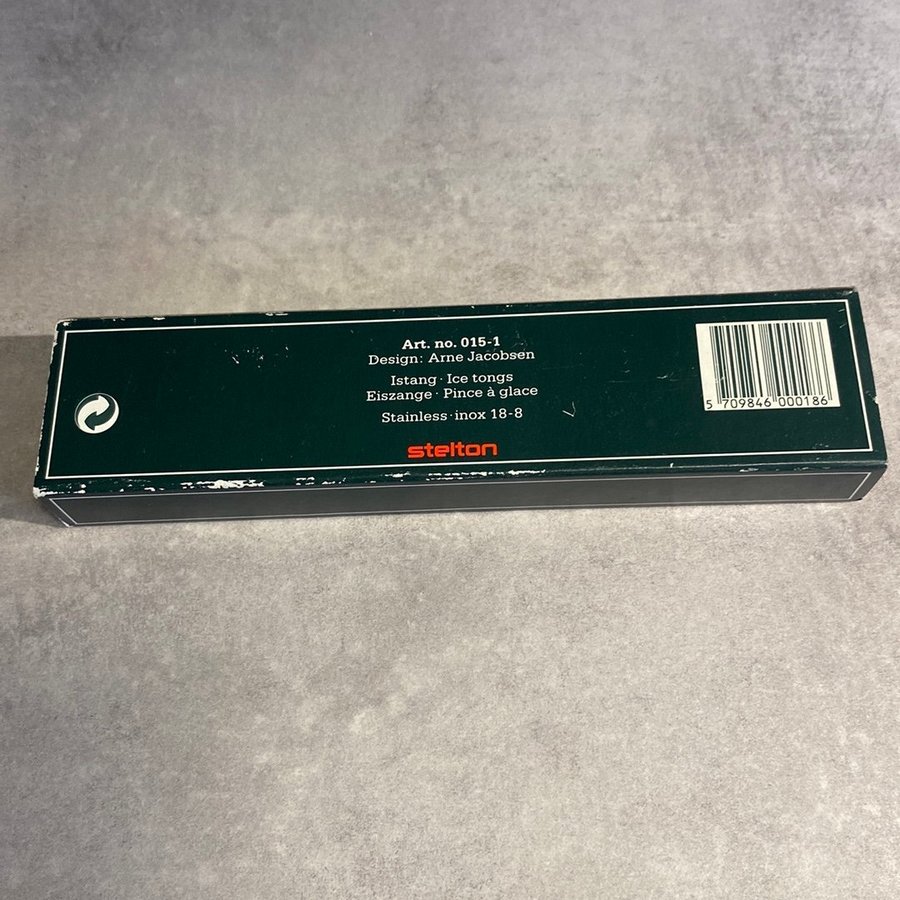 Art. no. 015-1
Design: Arne Jacobsen
Istang · Ice tongs
Eiszange · Pince à glace
Stainless · inox 18-8
stelton
5 709846 000186